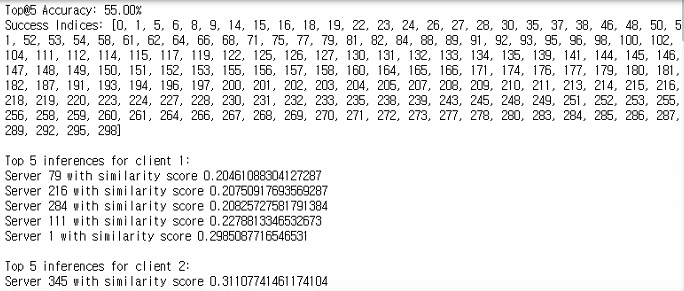 Top@5 Accuracy: 55.00%
Success Indices: [0, 1, 5, 6, 8, 9, 14, 15, 16, 18, 19, 22, 23, 24, 26, 27, 28, 30, 35, 37, 38, 46, 48, 50, 5
1, 52, 53, 54, 58, 61, 62, 64, 66, 68, 71, 75, 77, 79, 81, 82, 84, 88, 89, 91, 92, 93, 95, 96, 98, 100, 102,
104, 111, 112, 114, 115, 117, 119, 122, 125, 126, 127, 130, 131, 132, 133, 134, 135, 139, 141, 144, 145, 146,
147, 148, 149, 150, 151, 152, 153, 155, 156, 157, 158, 160, 164, 165, 166, 171, 174, 176, 177, 179, 180, 181,
182, 187, 191, 193, 194, 196, 197, 200, 201, 202, 203, 204, 205, 207, 208, 209, 210, 211, 213, 214, 215, 216,
218, 219, 220, 223, 224, 227, 228, 230, 231, 232, 233, 235, 238, 239, 243, 245, 248, 249, 251, 252, 253, 255,
256, 258, 259, 260, 261, 264, 266, 267, 268, 269, 270, 271, 272, 273, 277, 278, 280, 283, 284, 285, 286, 287,
289, 292, 295, 298]
Top 5 inferences for client 1:
Server 79 with similarity score 0.20461088304127287
Server 216 with similarity score 0.20750917693569287
Server 284 with similarity score 0.20825727581791384
Server 111 with similarity score 0.2278813346532673
Server 1 with similarity score 0.2985087716546531
Top 5 inferences for client 2:
Server 345 with similarity score 0.31107741461174104